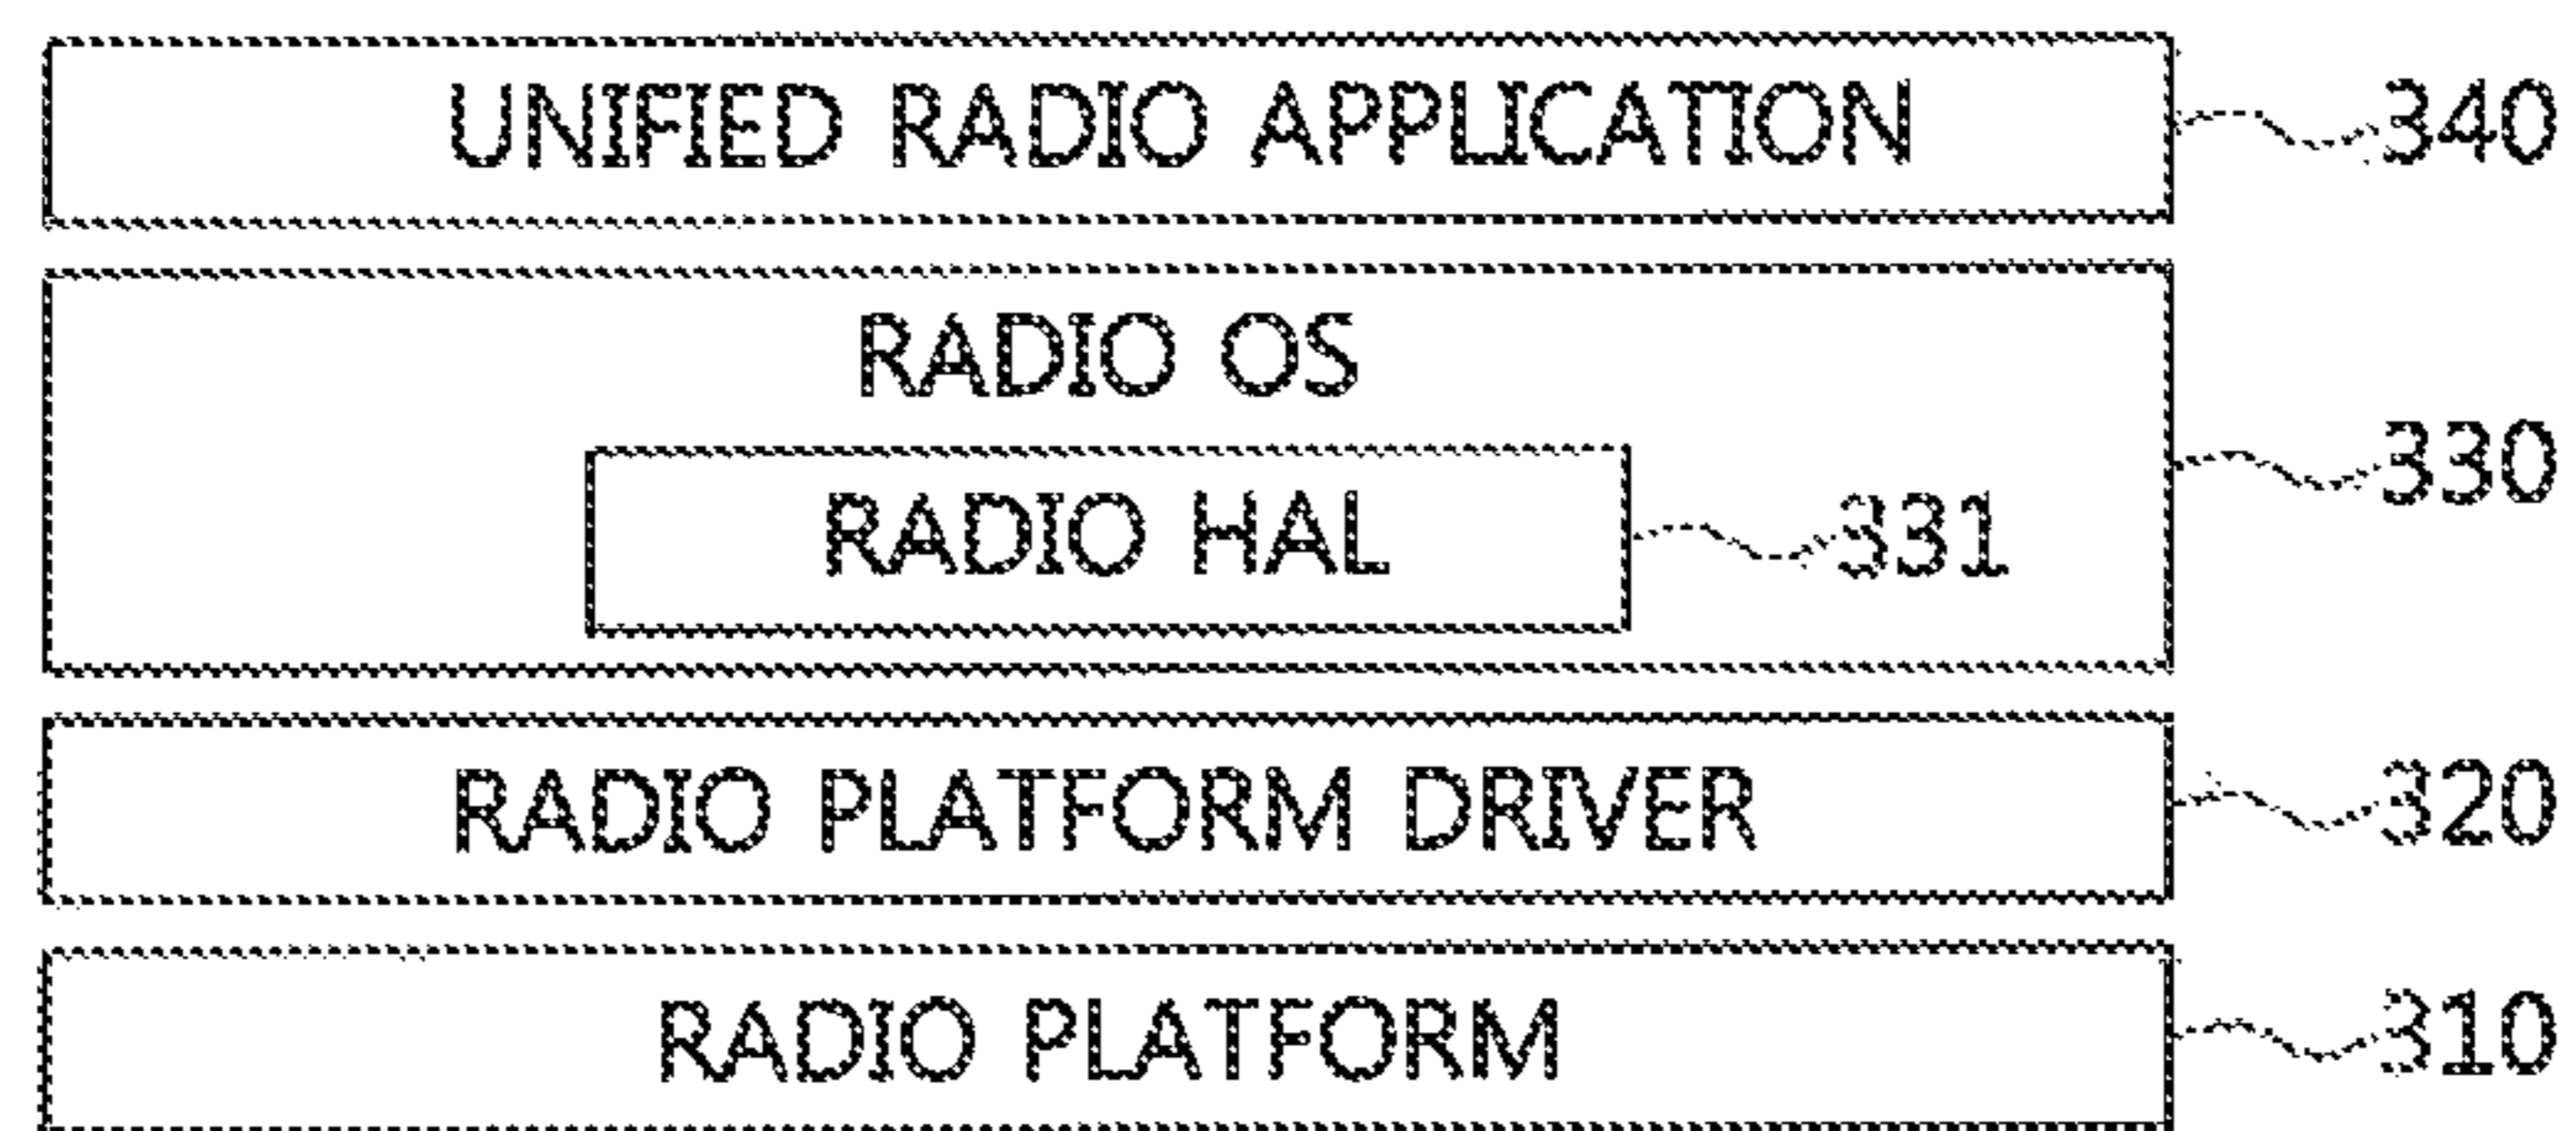 UNIFIED RADIO APPLICATION 340
RADIO OS
330
RADIO HAL 331
RADIO PLATFORM DRIVER 320
RADIO PLATFORM 310